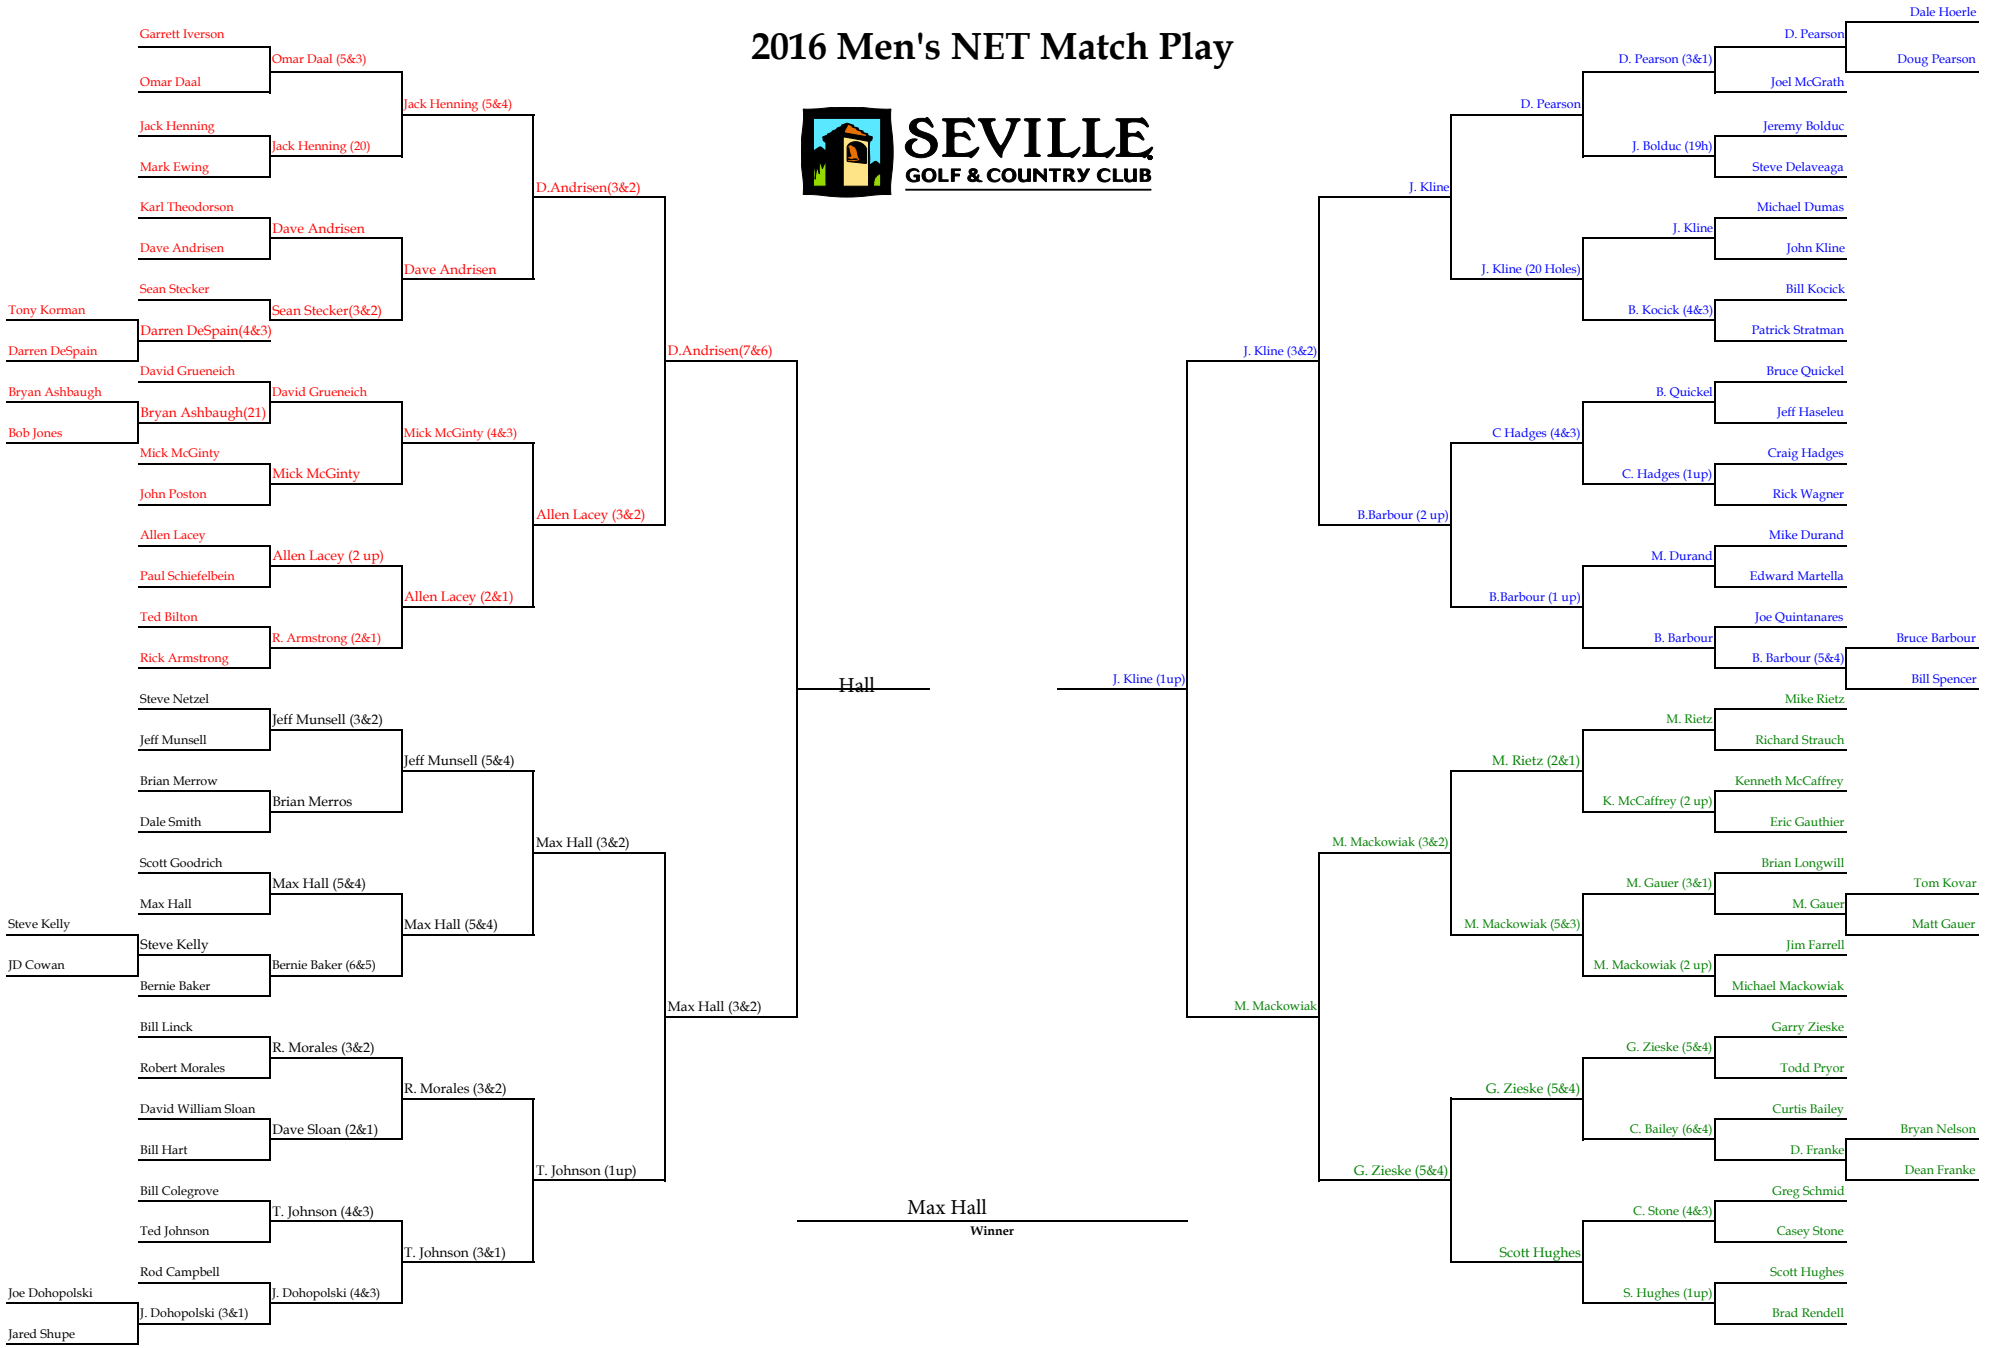 2016 Men's NET Match Play
SEVILLE
GOLF & COUNTRY CLUB
Garrett Iverson
Omar Daal (5&3)
Omar Daal
Jack Henning (5&4)
Jack Henning
Jack Henning (20)
Mark Ewing
D.Andrisen(3&2)
Karl Theodorson
Dave Andrisen
Dave Andrisen
Dave Andrisen
Sean Stecker
Tony Korman
Sean Stecker(3&2)
Darren DeSpain(4&3)
Darren DeSpain
D.Andrisen(7&6)
David Grueneich
Bryan Ashbaugh
David Grueneich
Bryan Ashbaugh(21)
Bob Jones
Mick McGinty (4&3)
Mick McGinty
Mick McGinty
John Poston
Allen Lacey (3&2)
Allen Lacey
Allen Lacey (2 up)
Paul Schiefelbein
Allen Lacey (2&1)
Ted Bilton
R. Armstrong (2&1)
Rick Armstrong
Hall
Steve Netzel
Jeff Munsell (3&2)
Jeff Munsell
Jeff Munsell (5&4)
Brian Merrow
Brian Merros
Dale Smith
Max Hall (3&2)
Scott Goodrich
Max Hall (5&4)
Max Hall
Steve Kelly
Max Hall (5&4)
Steve Kelly
JD Cowan
Bernie Baker (6&5)
Bernie Baker
Max Hall (3&2)
Bill Linck
R. Morales (3&2)
Robert Morales
R. Morales (3&2)
David William Sloan
Dave Sloan (2&1)
Bill Hart
T. Johnson (1up)
Bill Colegrove
T. Johnson (4&3)
Ted Johnson
T. Johnson (3&1)
Rod Campbell
Joe Dohopolski
J. Dohopolski (4&3)
J. Dohopolski (3&1)
Jared Shupe
Max Hall
Winner
Dale Hoerle
D. Pearson
D. Pearson (3&1)
Doug Pearson
Joel McGrath
D. Pearson
Jeremy Bolduc
J. Bolduc (19h)
Steve Delaveaga
J. Kline
Michael Dumas
J. Kline
John Kline
J. Kline (20 Holes)
Bill Kocick
B. Kocick (4&3)
Patrick Stratman
J. Kline (3&2)
Bruce Quickel
B. Quickel
Jeff Haseleu
C Hadges (4&3)
Craig Hadges
C. Hadges (1up)
Rick Wagner
B.Barbour (2 up)
Mike Durand
M. Durand
Edward Martella
B.Barbour (1 up)
Joe Quintanares
B. Barbour
Bruce Barbour
B. Barbour (5&4)
Bill Spencer
J. Kline (1up)
Mike Rietz
M. Rietz
Richard Strauch
M. Rietz (2&1)
Kenneth McCaffrey
K. McCaffrey (2 up)
Eric Gauthier
M. Mackowiak (3&2)
Brian Longwill
M. Gauer (3&1)
Tom Kovar
M. Gauer
Matt Gauer
M. Mackowiak (5&3)
Jim Farrell
M. Mackowiak (2 up)
Michael Mackowiak
M. Mackowiak
Garry Zieske
G. Zieske (5&4)
Todd Pryor
G. Zieske (5&4)
Curtis Bailey
C. Bailey (6&4)
Bryan Nelson
D. Franke
Dean Franke
G. Zieske (5&4)
Greg Schmid
C. Stone (4&3)
Casey Stone
Scott Hughes
Scott Hughes
S. Hughes (1up)
Brad Rendell